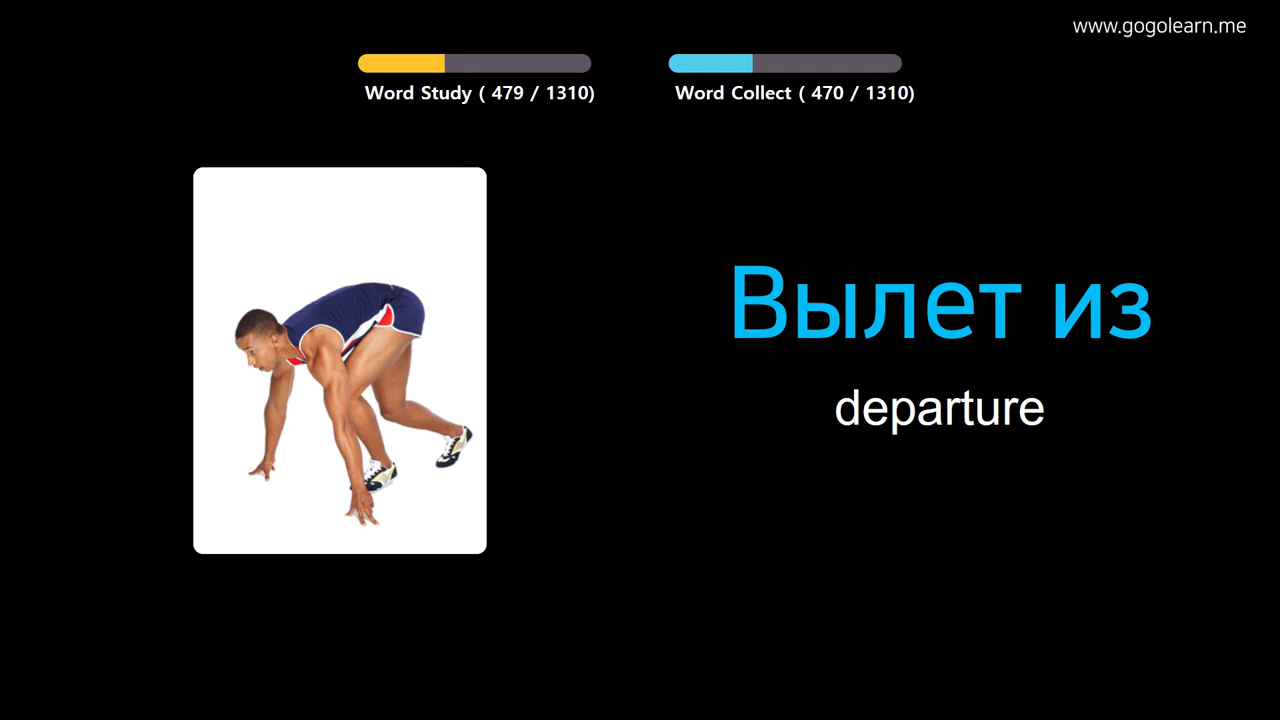 www.gogolearn.me
Word Study ( 479 / 1310)
Word Collect ( 470 / 1310)
Вылет из
departure